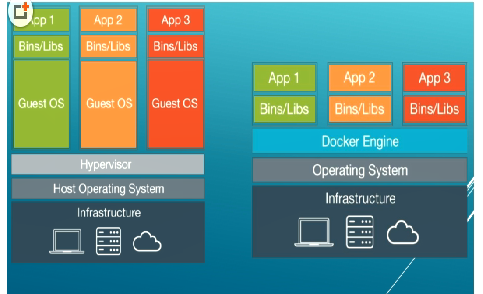 App 1 App 2 App 3
Bins/Libs Bins/Libs Bins/Libs
Guest OS Guest OS Guest OS
Hypervisor
Host Operating System
Infrastructure
App 1 App 2 App 3
Bins/Libs Bins/Libs Bins/Libs
Docker Engine
Operating System
Infrastructure